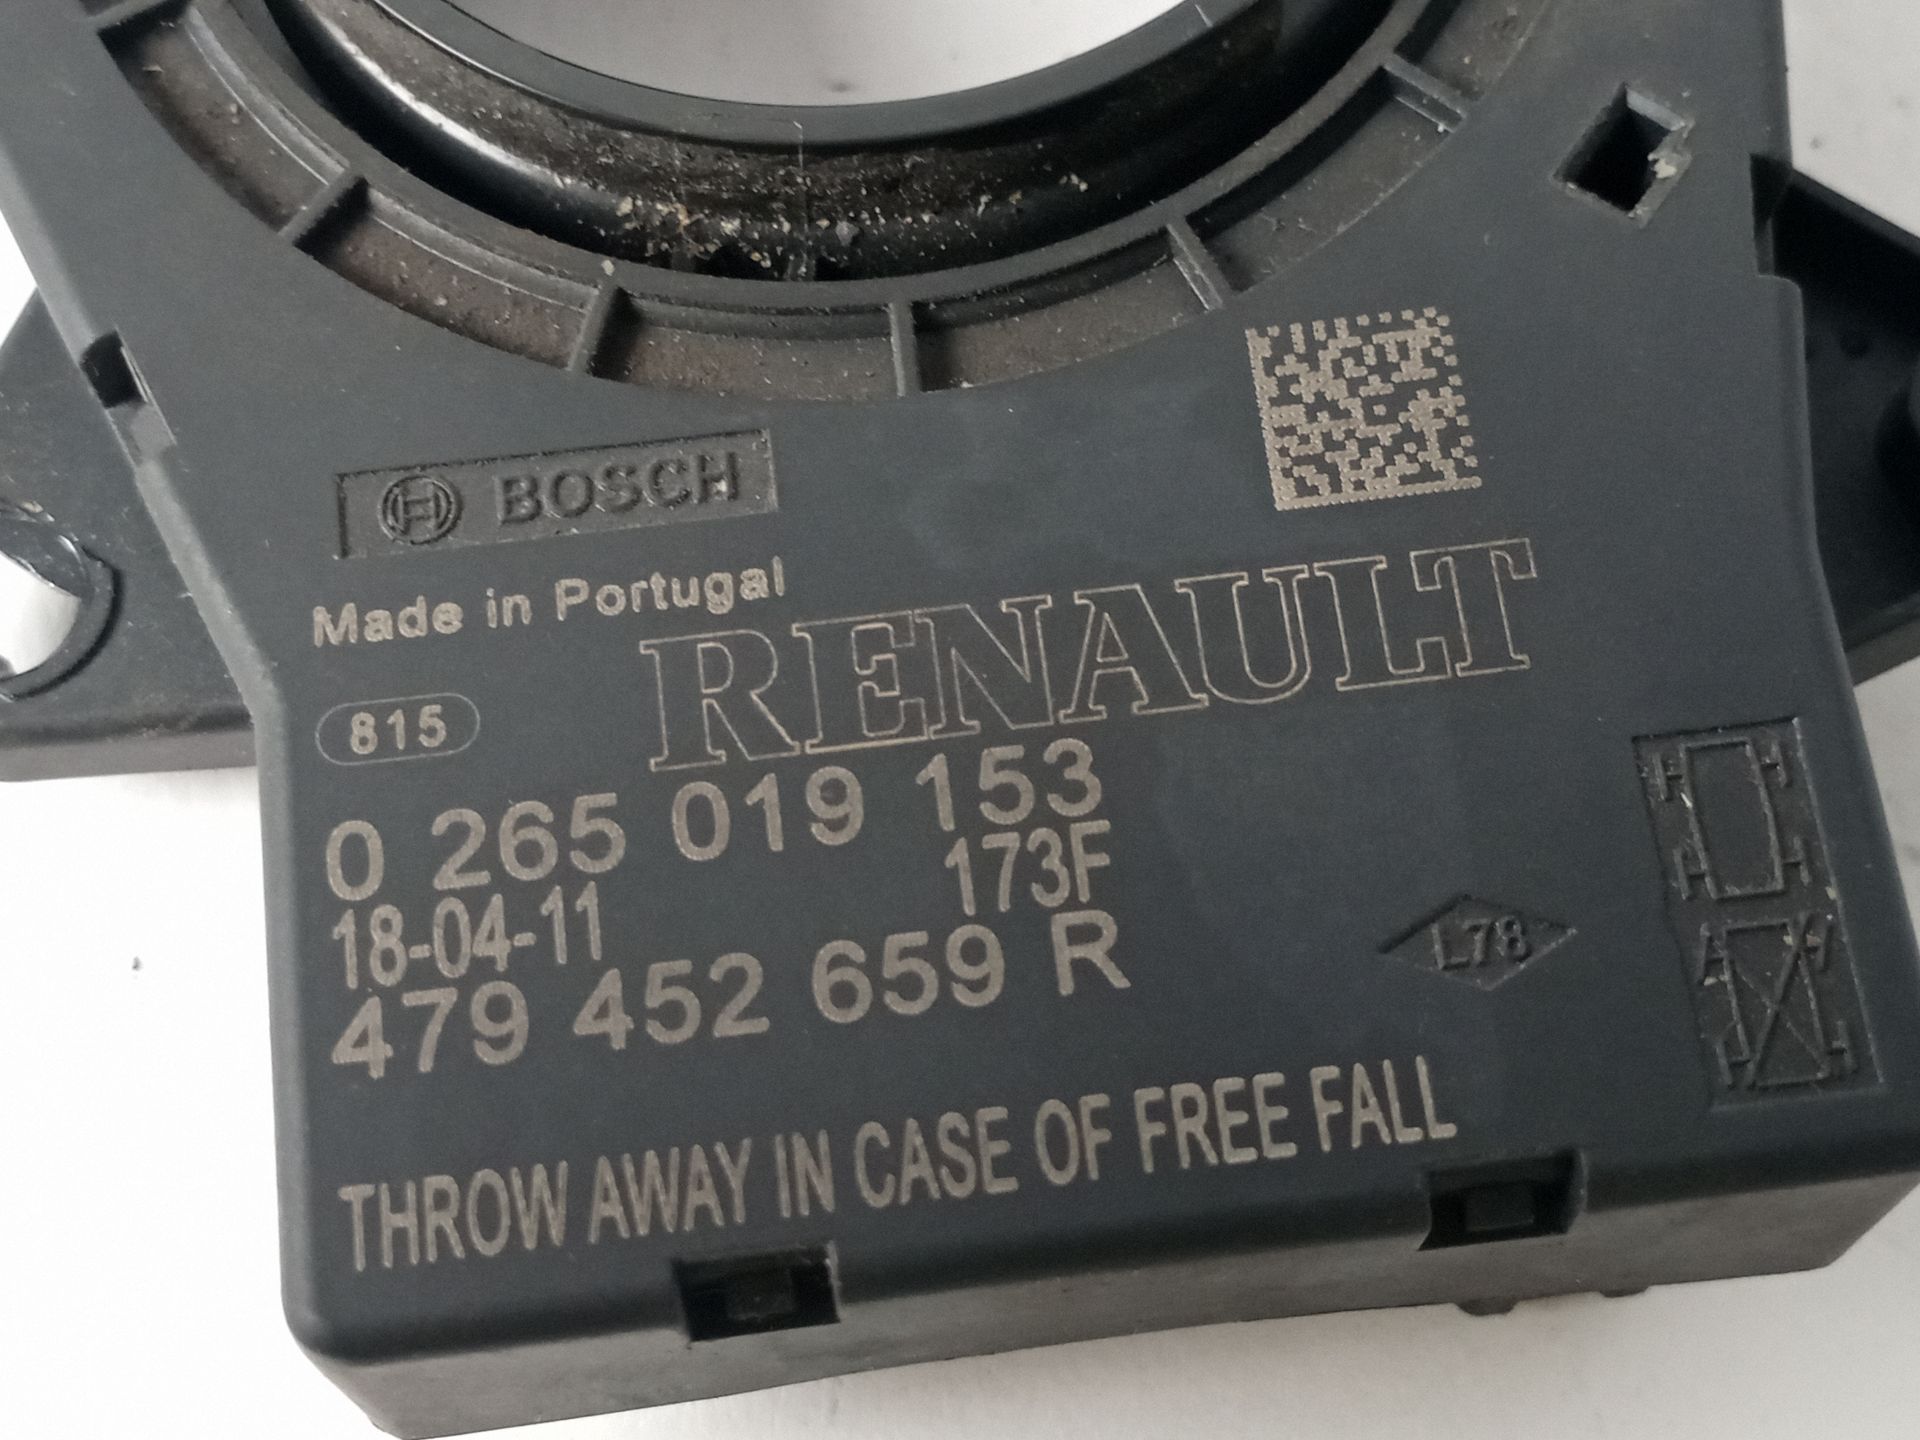 BOSCH
Made in Portugal
RENAULT
815
0 265 019 153
18-04-11 173F
479 452 659 R
L78
THROW AWAY IN CASE OF FREE FALL